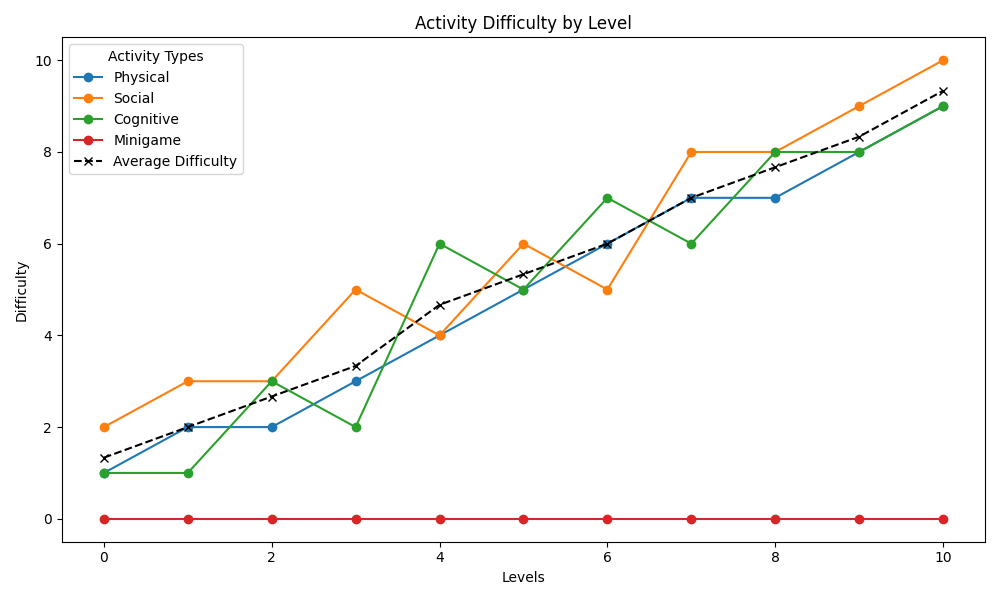 Activity Difficulty by Level
Activity Types
Physical
Social
Cognitive
Minigame
Average Difficulty
Difficulty
10
8
6
4
2
0
0 2 4 6 8 10
Levels